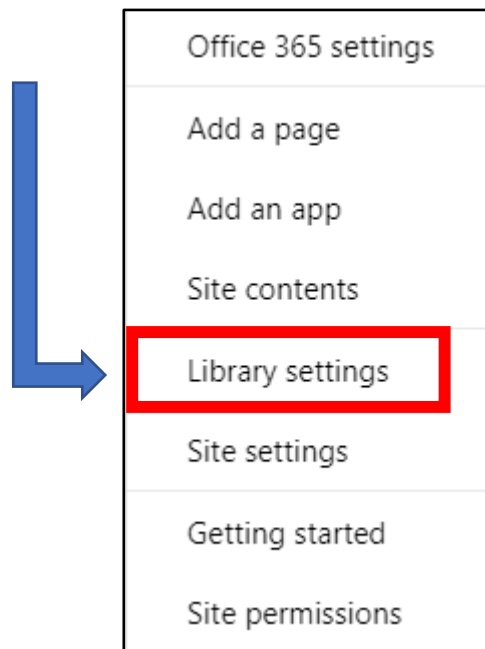 Office 365 settings
Add a page
Add an app
Site contents
Library settings
Site settings
Getting started
Site permissions